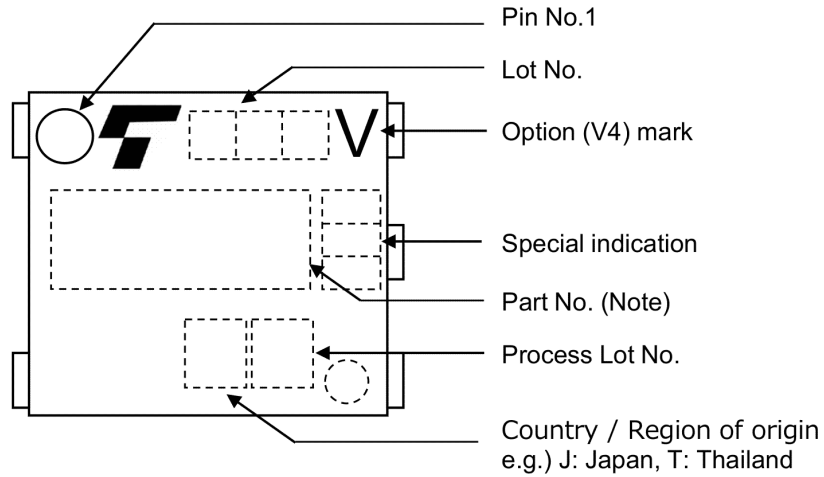 Pin No.1
Lot No.
V
Option (V4) mark
Special indication
Part No. (Note)
Process Lot No.
Country / Region of origin
e.g.) J: Japan, T: Thailand